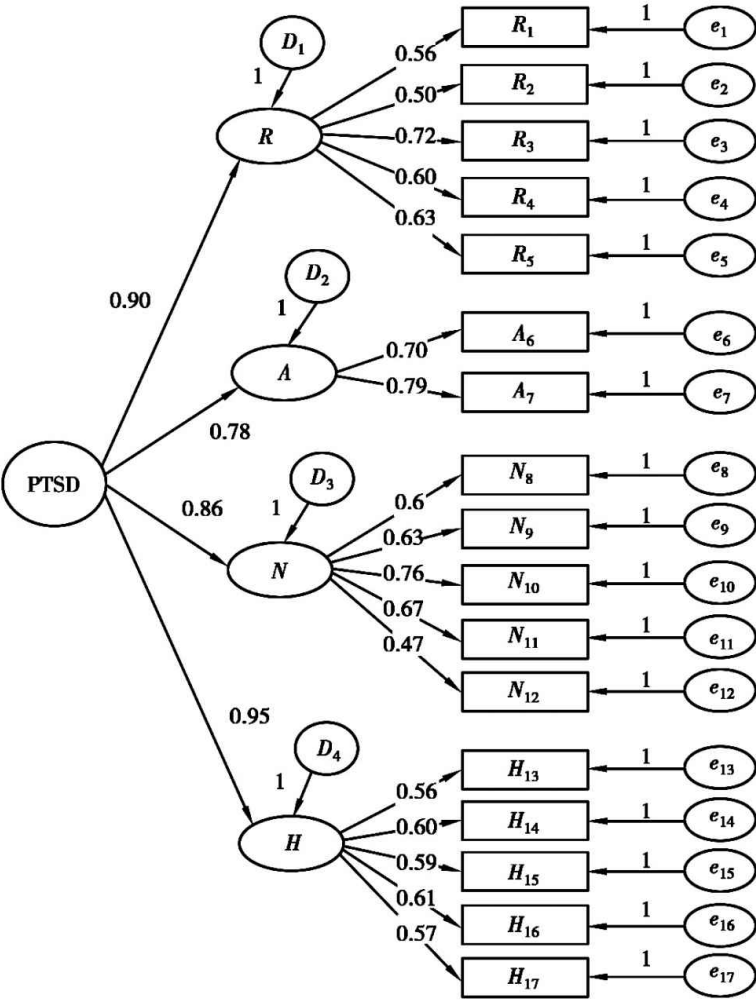 D1
1
R
0.56
0.50
0.72
0.60
0.63
R1
R2
R3
R4
R5
1
1
1
1
1
e1
e2
e3
e4
e5
0.90
D2
1
A
0.70
0.79
A6
A7
1
1
e6
e7
0.78
PTSD
0.86
D3
1
N
0.6
0.63
0.76
0.67
0.47
N8
N9
N10
N11
N12
1
1
1
1
1
e8
e9
e10
e11
e12
0.95
D4
1
H
0.56
0.60
0.59
0.61
0.57
H13
H14
H15
H16
H17
1
1
1
1
1
e13
e14
e15
e16
e17